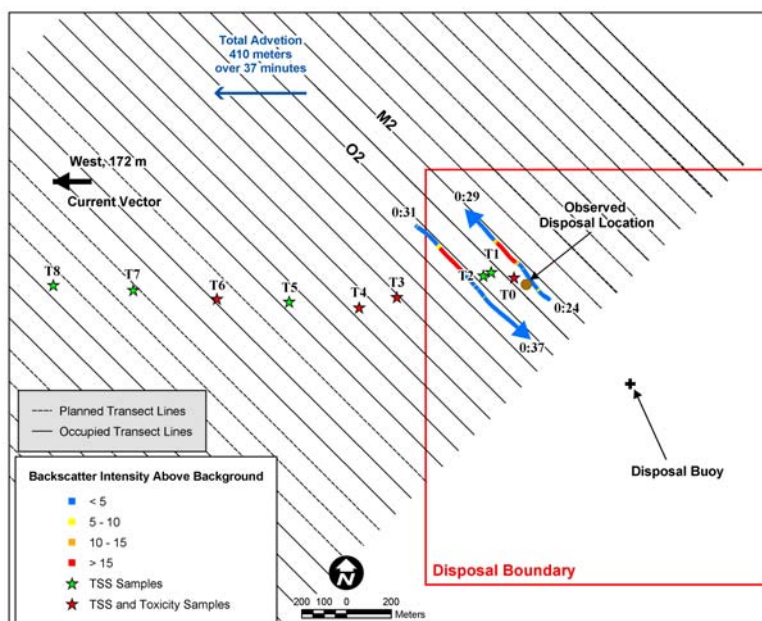 Total Advetion
410 meters
over 37 minutes
M2
O2
West, 172 m
Current Vector
0:29
Observed
Disposal Location
0:31
T1
T8
T7
T6
T5
T4
T3
T2
T0
0:24
0:37
Planned Transect Lines
Occupied Transect Lines
Disposal Buoy
Backscatter Intensity Above Background
< 5
5 - 10
10 - 15
> 15
TSS Samples
TSS and Toxicity Samples
N
200 100 0 200
Meters
Disposal Boundary